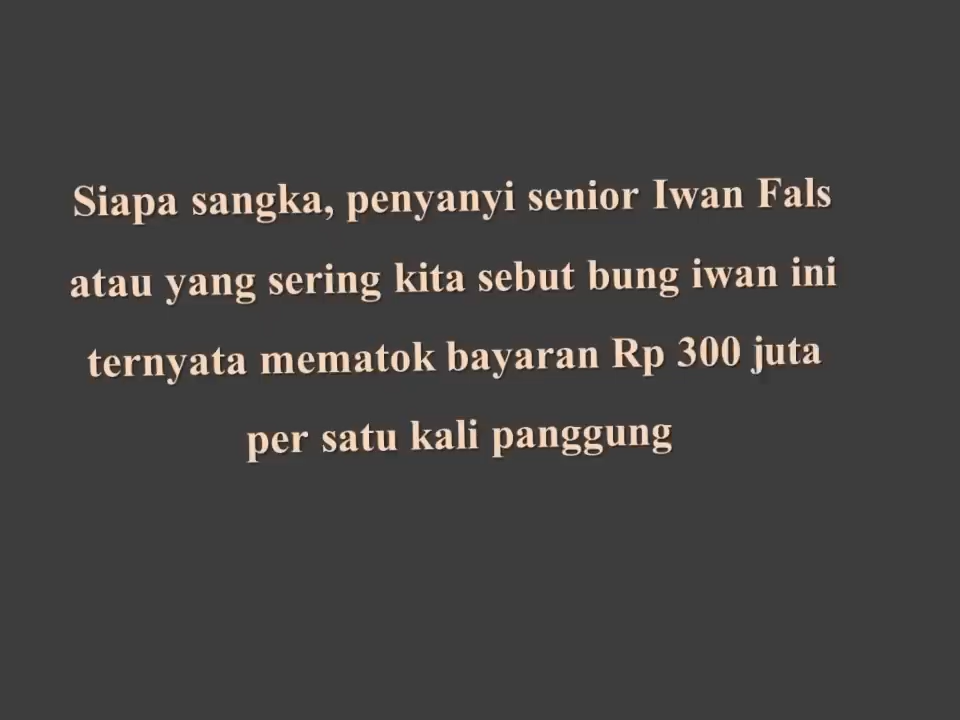 Siapa sangka, penyanyi senior Iwan Fals
atau yang sering kita sebut bung iwan ini
ternyata mematok bayaran Rp 300 juta
per satu kali panggung